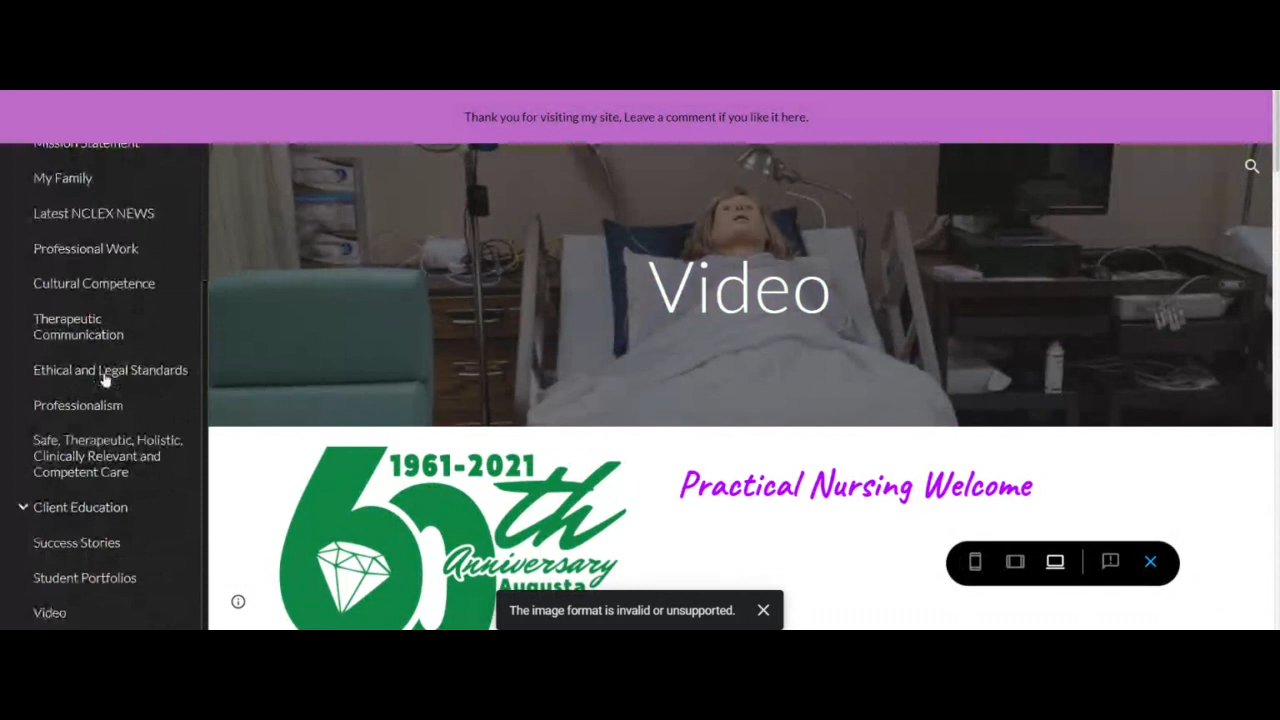 Thank you for visiting my site, Leave a comment if you like it here.
Mission Statement
My Family
Latest NCLEX NEWS
Professional Work
Cultural Competence
Therapeutic
Communication
Ethical and Legal Standards
Professionalism
Safe, Therapeutic, Holistic,
Clinically Relevant and
Competent Care
Client Education
Success Stories
Student Portfolios
Video
Video
1961-2021
60th
Anniversary
Augusta
Practical Nursing Welcome
The image format is invalid or unsupported.